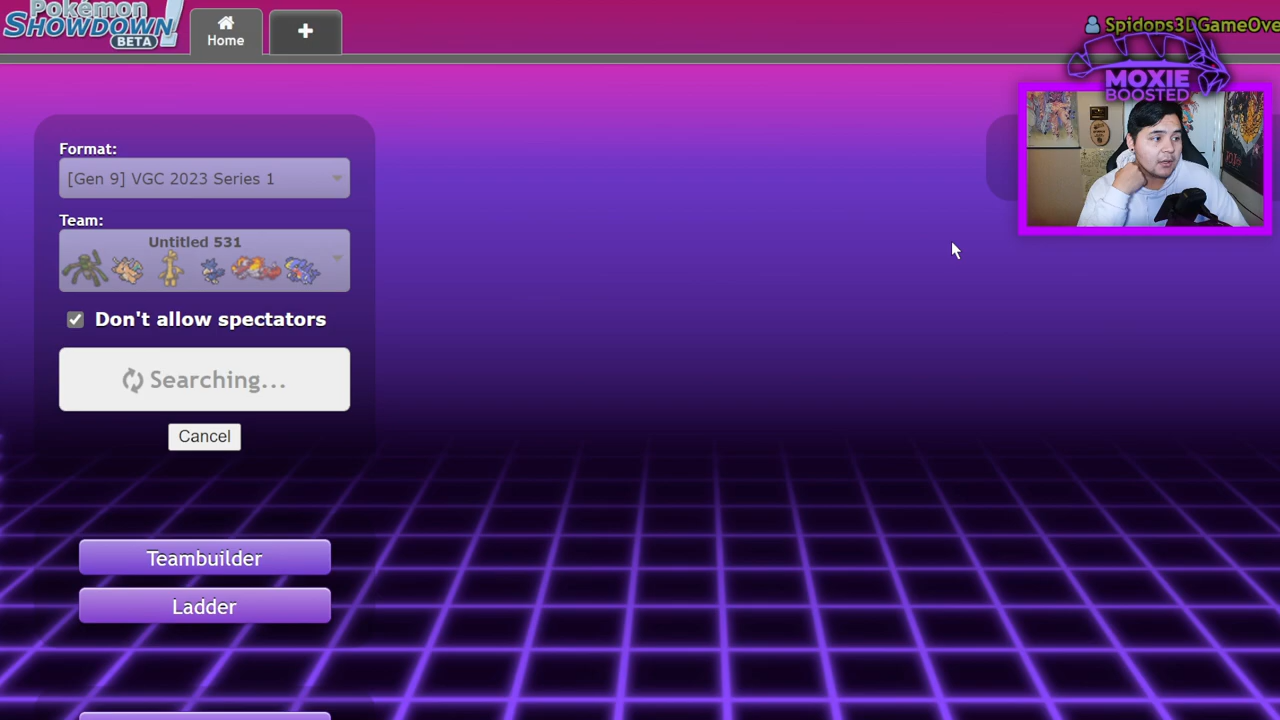 Pokémon
SHOWDOWN!
BETA
Home
Spidops3DGameOve
MOXIE
BOOSTED
Format:
[Gen 9] VGC 2023 Series 1
Team:
Untitled 531
Don't allow spectators
Searching...
Cancel
Teambuilder
Ladder